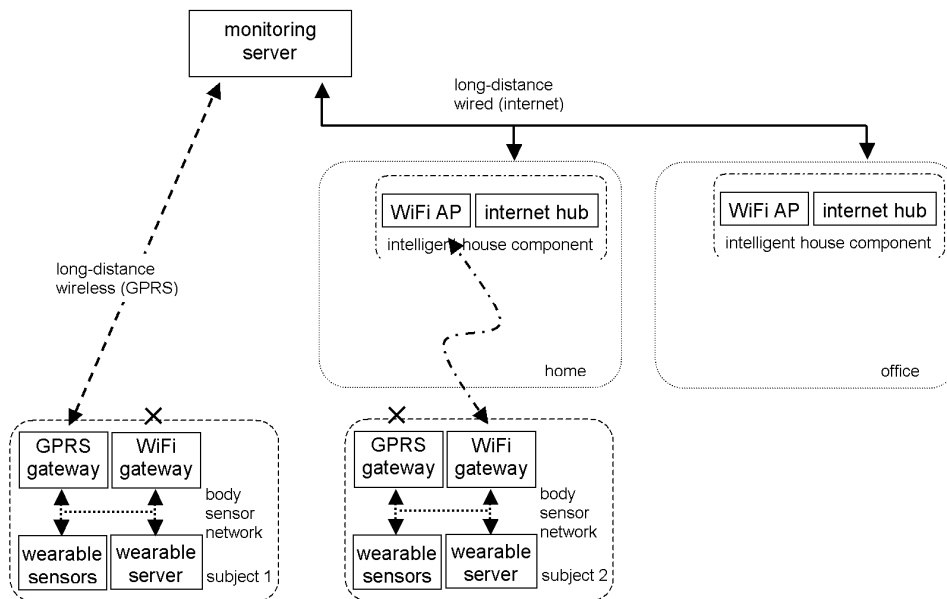 monitoring
server
long-distance
wired (internet)
WiFi AP
internet hub
intelligent house component
home
WiFi AP
internet hub
intelligent house component
office
long-distance
wireless (GPRS)
GPRS
gateway
WiFi
gateway
body
sensor
network
wearable
sensors
wearable
server
subject 1
GPRS
gateway
WiFi
gateway
body
sensor
network
wearable
sensors
wearable
server
subject 2